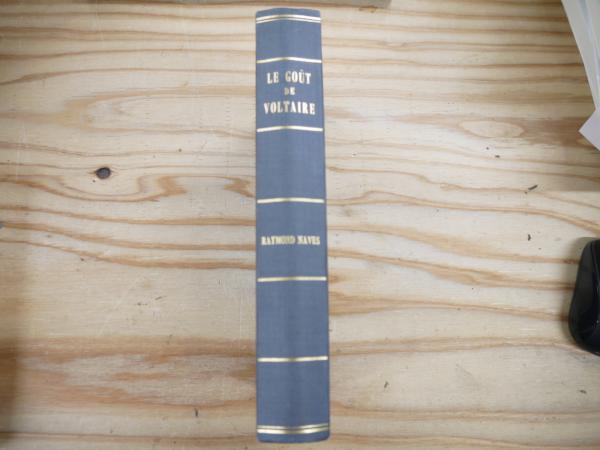 LE GOÛT
DE
VOLTAIRE
RAYMOND NAVES